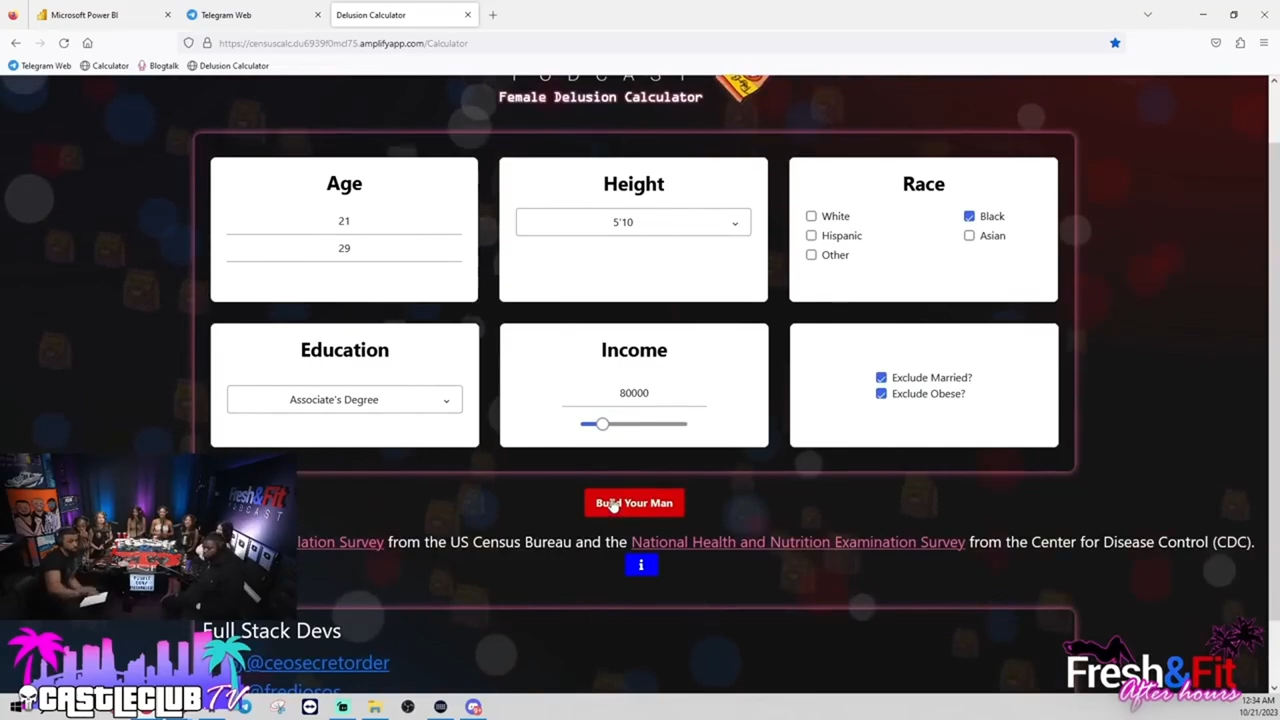 Microsoft Power BI
Telegram Web
Delusion Calculator
https://censuscalc.du6939f0mcl75.amplifyapp.com/Calculator
Telegram Web
Calculator
Blogtalk
Delusion Calculator
PODCAST
Female Delusion Calculator
Age
21
29
Height
5'10
Race
White
Black
Hispanic
Asian
Other
Education
Associate's Degree
Income
80000
Exclude Married?
Exclude Obese?
Build Your Man
lation Survey from the US Census Bureau and the National Health and Nutrition Examination Survey from the Center for Disease Control (CDC).
i
Fresh&Fit
PODCAST
Full Stack Devs
@ceosecretorder
CASTLECLUB TV
Fresh&Fit
After hours
12:34 AM
10/21/2023